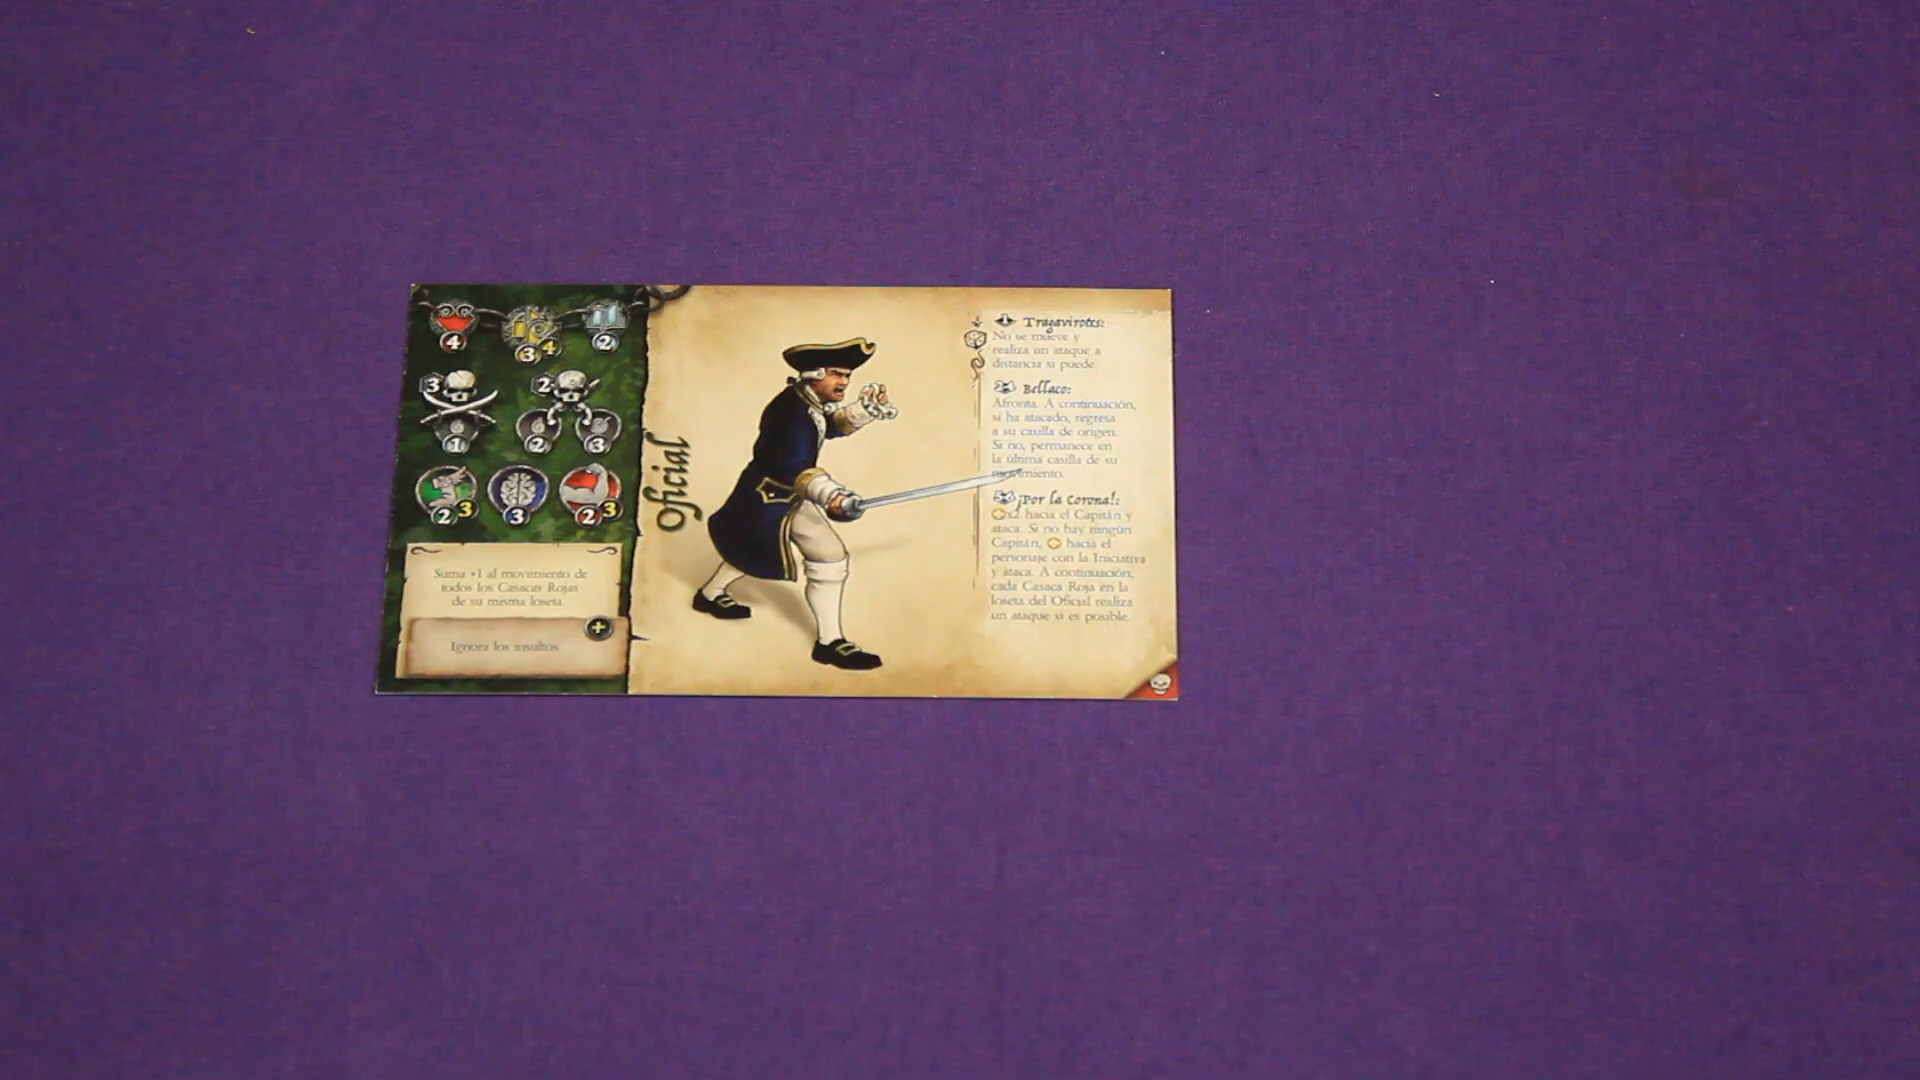 4
3 4
2
3
1
2
2
3
2 3
3
2 3
Suma +1 al movimiento de
todos los Casacas Rojas
de su misma loseta.
+
Ignora los insultos.
Oficial
Tragavirotes:
No se mueve y
realiza un ataque a
distancia si puede.
Bellaco:
Afronta. A continuación,
si ha atacado, regresa
a su casilla de origen.
Si no, permanece en
la última casilla de su
movimiento.
¡Por la Corona!:
x2 hacia el Capitán y
ataca. Si no hay ningún
Capitán, hacia el
personaje con la Iniciativa
y ataca. A continuación,
cada Casaca Roja en la
loseta del Oficial realiza
un ataque si es posible.